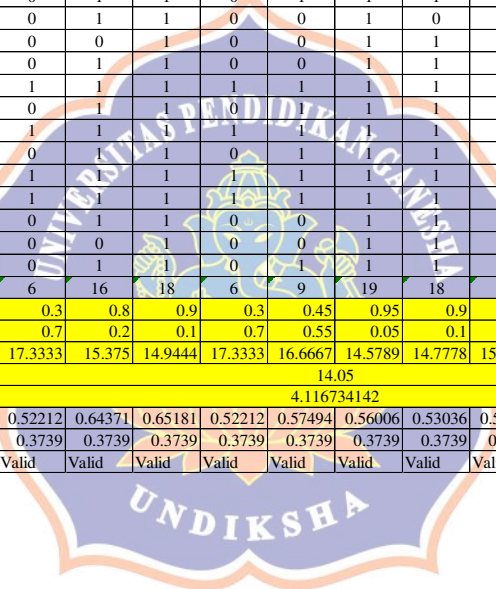 0 1 1 0 0 1 0
0 0 1 0 0 1 1
0 1 1 0 0 1 1
1 1 1 1 1 1 1
0 1 1 0 1 1 1
1 1 1 1 1 1 1
0 1 1 0 1 1 1
1 1 1 1 1 1 1
1 1 1 1 1 1 1
0 1 1 0 0 1 1
0 0 1 0 0 1 1
0 1 1 0 1 1 1
6 16 18 6 9 19 18
0.3 0.8 0.9 0.3 0.45 0.95 0.9
0.7 0.2 0.1 0.7 0.55 0.05 0.1
17.3333 15.375 14.9444 17.3333 16.6667 14.5789 14.7778 15
14.05
4.116734142
0.52212 0.64371 0.65181 0.52212 0.57494 0.56006 0.53036
0.3739 0.3739 0.3739 0.3739 0.3739 0.3739 0.3739
Valid Valid Valid Valid Valid Valid Valid Val
UNIVERSITAS PENDIDIKAN GANESHA
UNDIKSHA